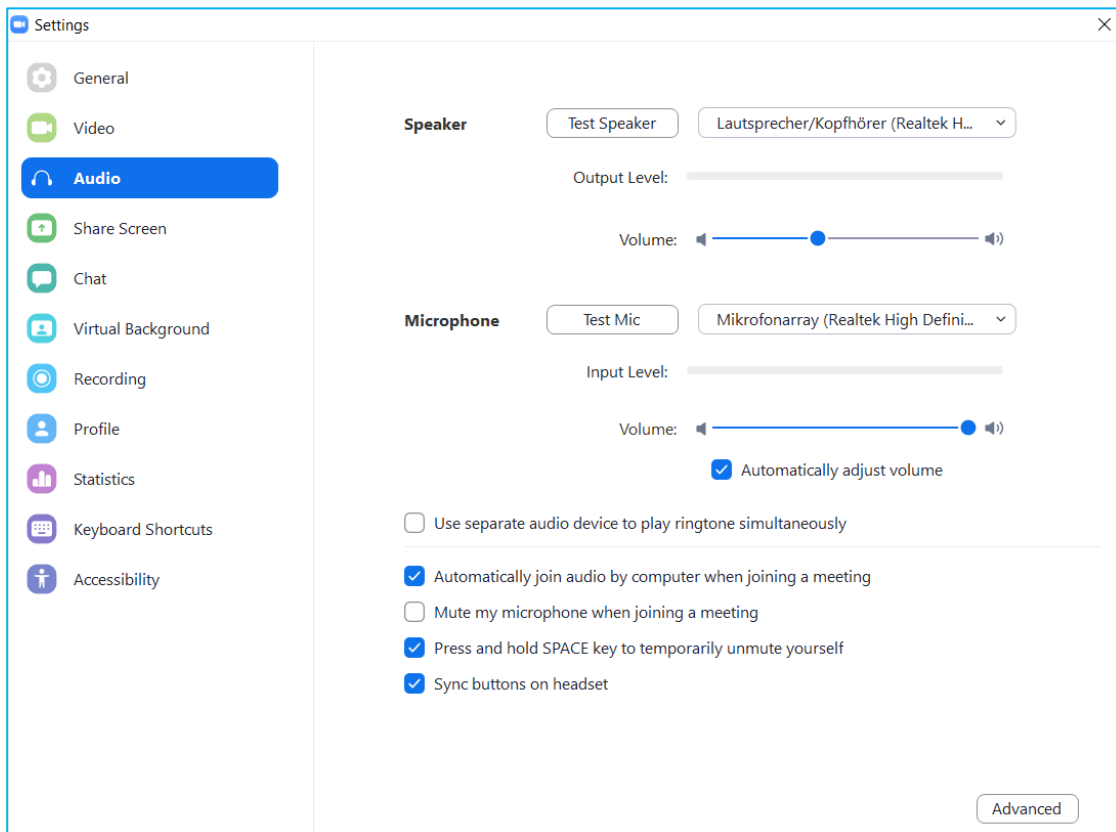 Settings
General
Video
Audio
Share Screen
Chat
Virtual Background
Recording
Profile
Statistics
Keyboard Shortcuts
Accessibility
Speaker
Test Speaker
Lautsprecher/Kopfhörer (Realtek H...
Output Level:
Volume:
Microphone
Test Mic
Mikrofonarray (Realtek High Defini...
Input Level:
Volume:
Automatically adjust volume
Use separate audio device to play ringtone simultaneously
Automatically join audio by computer when joining a meeting
Mute my microphone when joining a meeting
Press and hold SPACE key to temporarily unmute yourself
Sync buttons on headset
Advanced